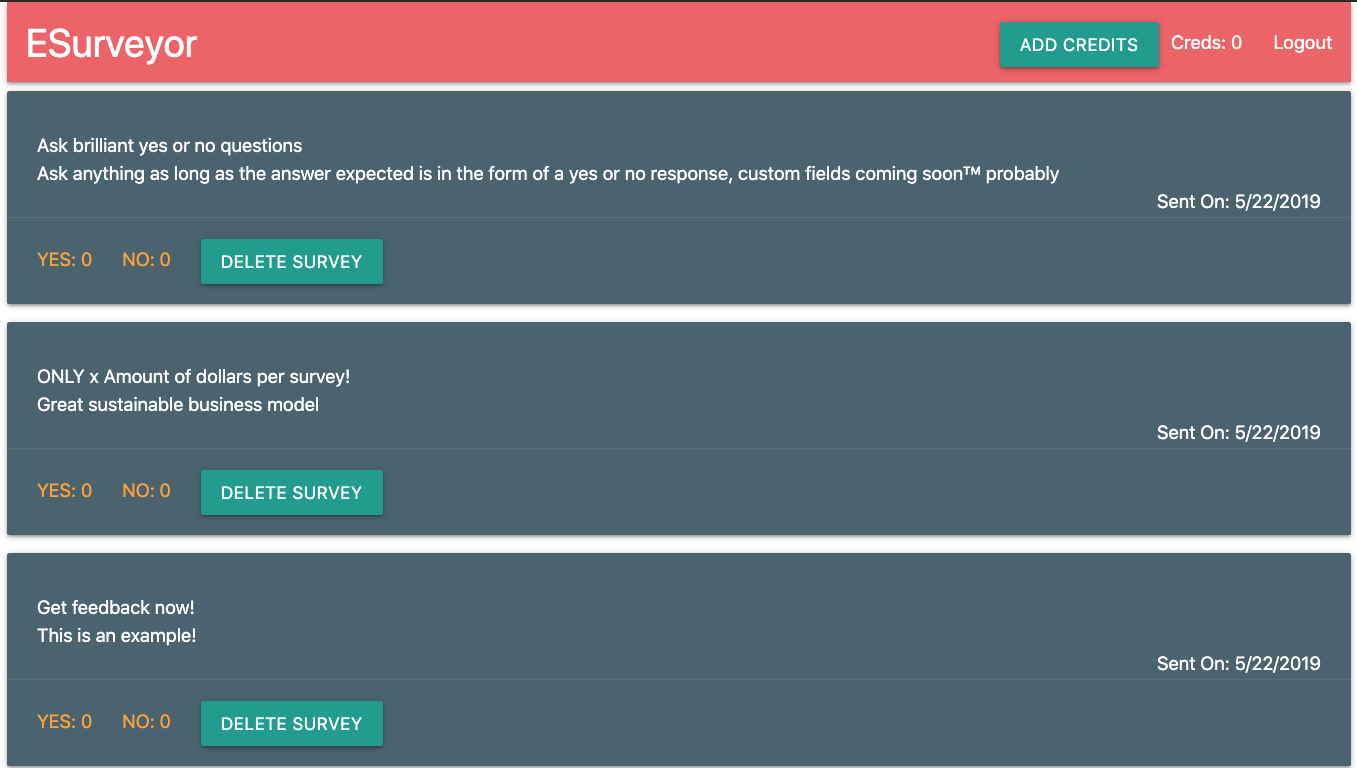 ESurveyor
ADD CREDITS Creds: 0 Logout
Ask brilliant yes or no questions
Ask anything as long as the answer expected is in the form of a yes or no response, custom fields coming soon™ probably
Sent On: 5/22/2019
YES: 0 NO: 0 DELETE SURVEY
ONLY x Amount of dollars per survey!
Great sustainable business model
Sent On: 5/22/2019
YES: 0 NO: 0 DELETE SURVEY
Get feedback now!
This is an example!
Sent On: 5/22/2019
YES: 0 NO: 0 DELETE SURVEY